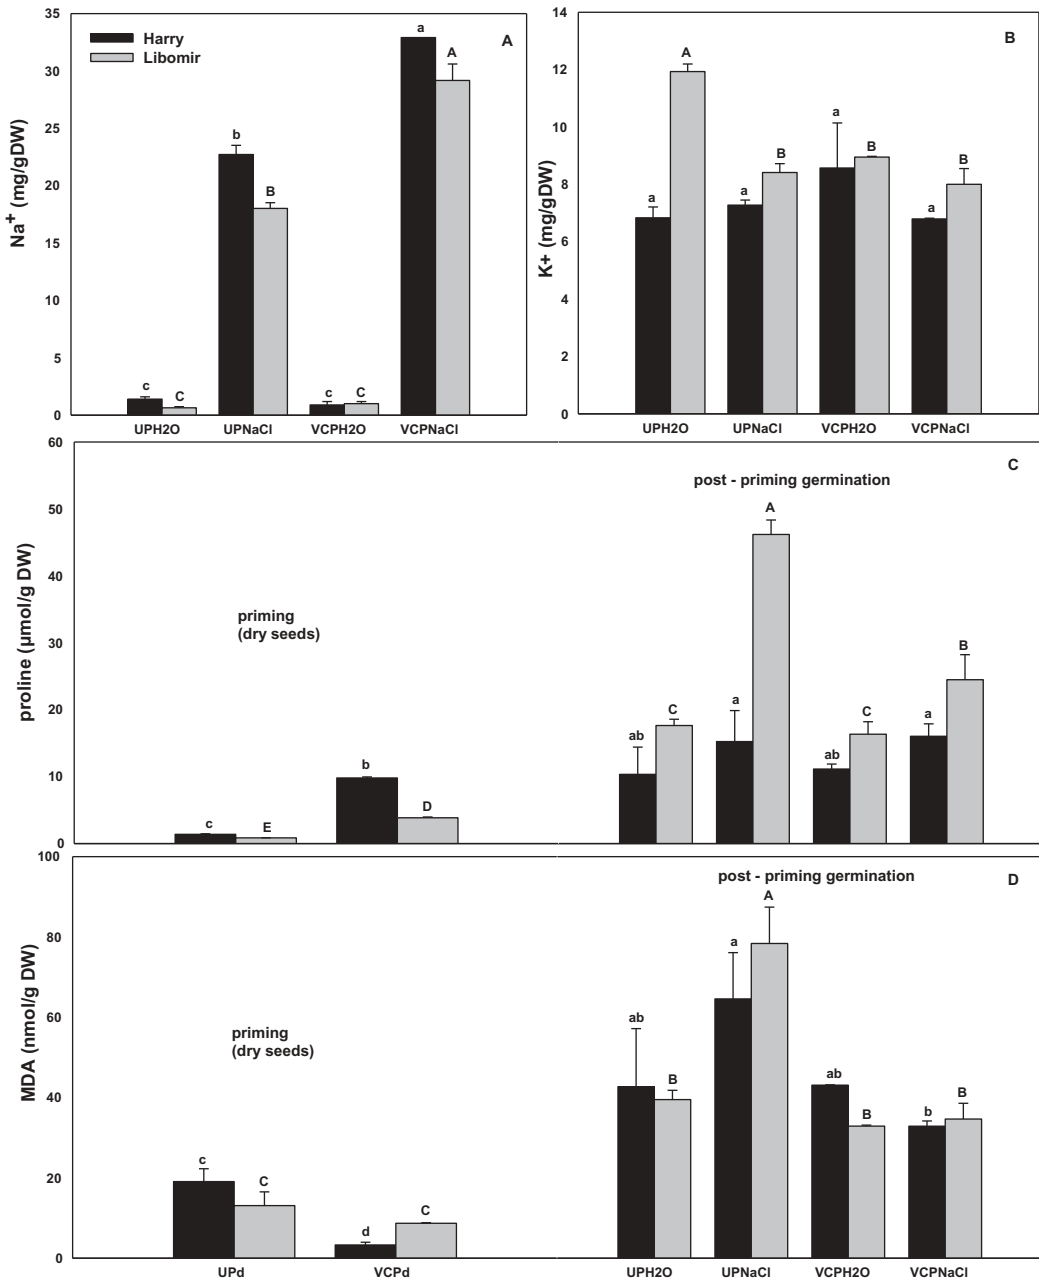 35
30
25
20
15
10
5
0
Na+ (mg/gDW)
Harry
Libomir
A
c
C
b
B
c
C
a
A
UPH2O
UPNaCl
VCPH2O
VCPNaCl
14
12
10
8
6
4
2
0
K+ (mg/gDW)
B
a
A
a
B
a
B
a
B
UPH2O
UPNaCl
VCPH2O
VCPNaCl
60
50
40
30
20
10
0
proline (µmol/g DW)
priming
(dry seeds)
post - priming germination
C
c
E
b
D
ab
C
a
A
ab
C
a
B
100
80
60
40
20
0
MDA (nmol/g DW)
priming
(dry seeds)
post - priming germination
D
c
C
d
C
ab
B
a
A
ab
B
b
B
UPd
VCPd
UPH2O
UPNaCl
VCPH2O
VCPNaCl